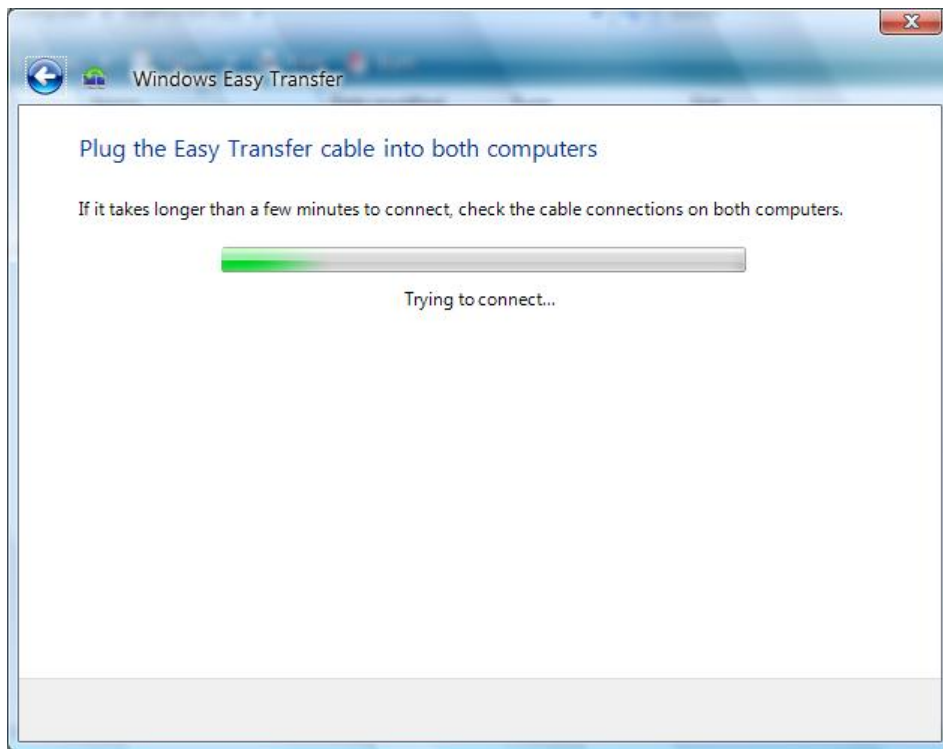 Windows Easy Transfer
Plug the Easy Transfer cable into both computers
If it takes longer than a few minutes to connect, check the cable connections on both computers.
Trying to connect...